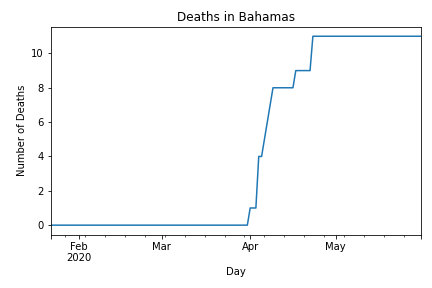 Deaths in Bahamas
Number of Deaths
10
8
6
4
2
0
Feb
2020
Mar
Apr
May
Day